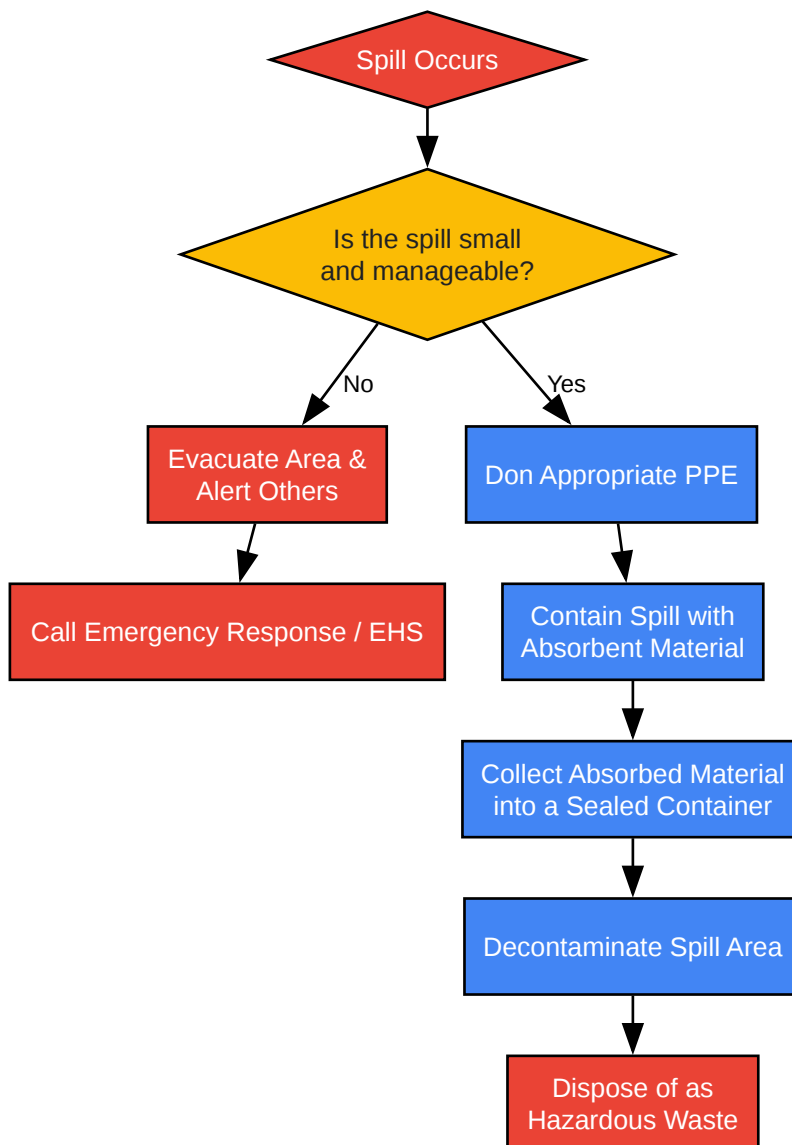 Spill Occurs
Is the spill small
and manageable?
No
Yes
Evacuate Area &
Alert Others
Don Appropriate PPE
Call Emergency Response / EHS
Contain Spill with
Absorbent Material
Collect Absorbed Material
into a Sealed Container
Decontaminate Spill Area
Dispose of as
Hazardous Waste